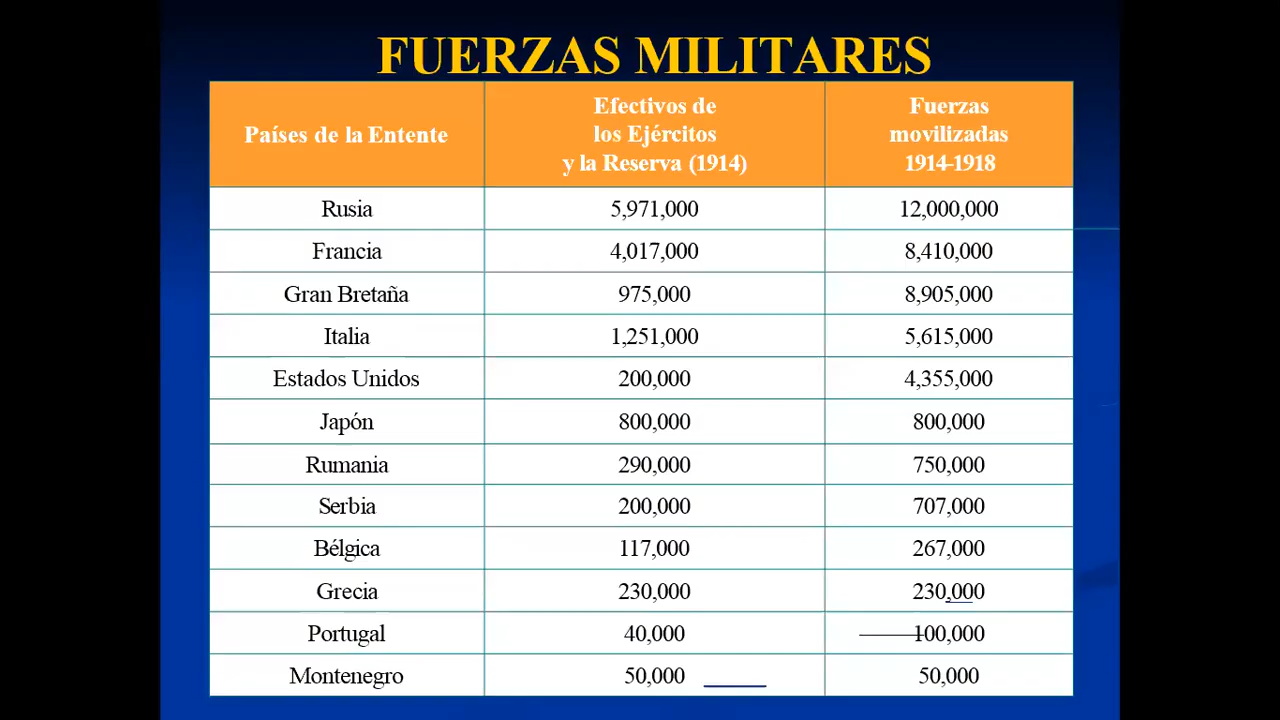 FUERZAS MILITARES
Países de la Entente
Efectivos de
los Ejércitos
y la Reserva (1914)
Fuerzas
movilizadas
1914-1918
Rusia 5,971,000 12,000,000
Francia 4,017,000 8,410,000
Gran Bretaña 975,000 8,905,000
Italia 1,251,000 5,615,000
Estados Unidos 200,000 4,355,000
Japón 800,000 800,000
Rumania 290,000 750,000
Serbia 200,000 707,000
Bélgica 117,000 267,000
Grecia 230,000 230,000
Portugal 40,000 100,000
Montenegro 50,000 50,000